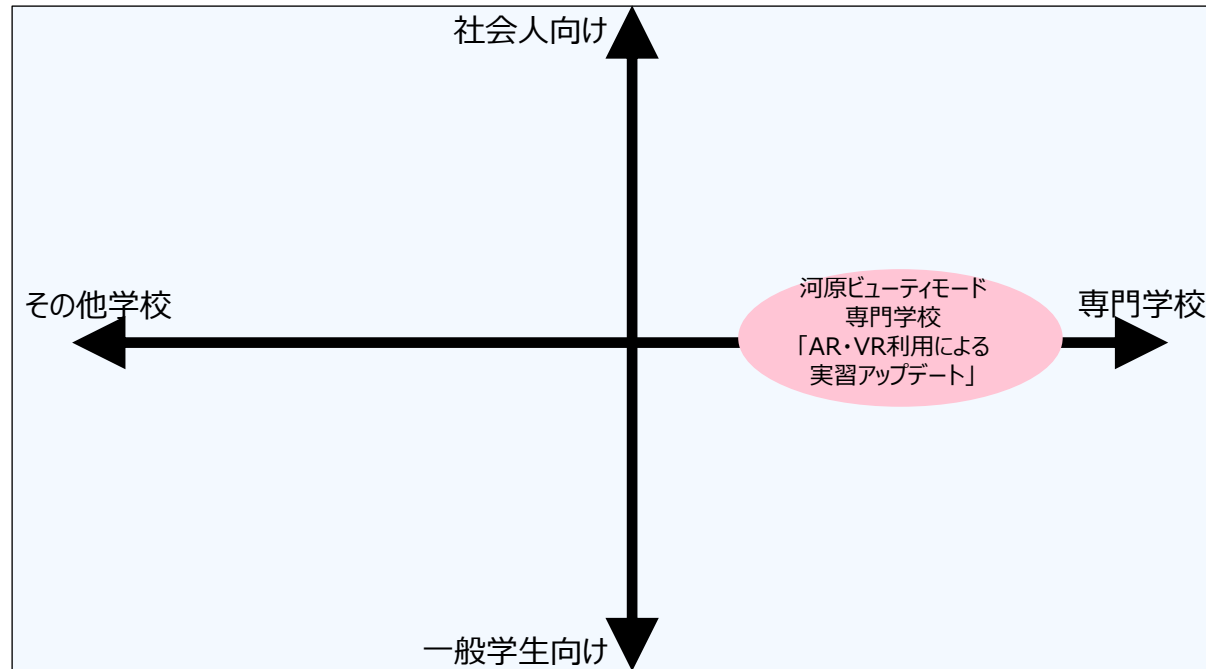 社会人向け
その他学校
河原ビューティモード
専門学校
「AR・VR利用による
実習アップデート」
専門学校
一般学生向け